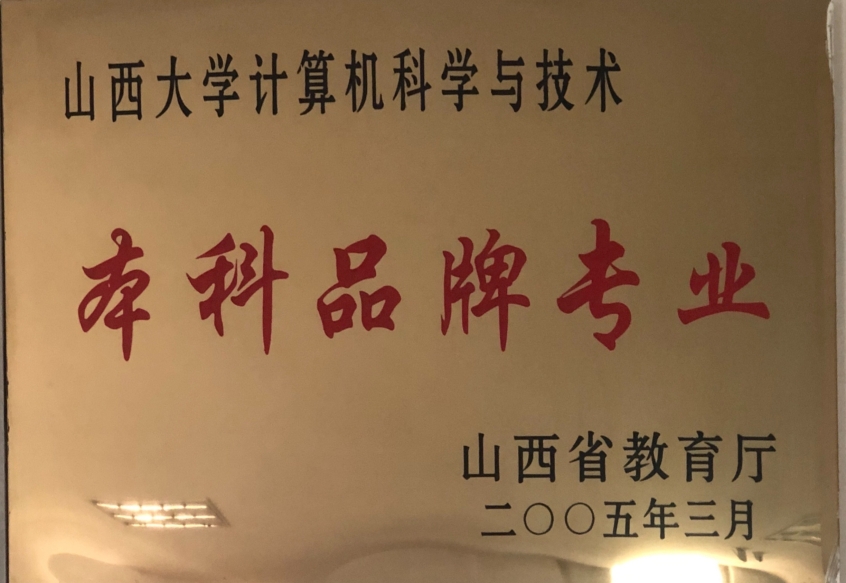 山西大学计算机科学与技术
本科品牌专业
山西省教育厅
二〇〇五年三月